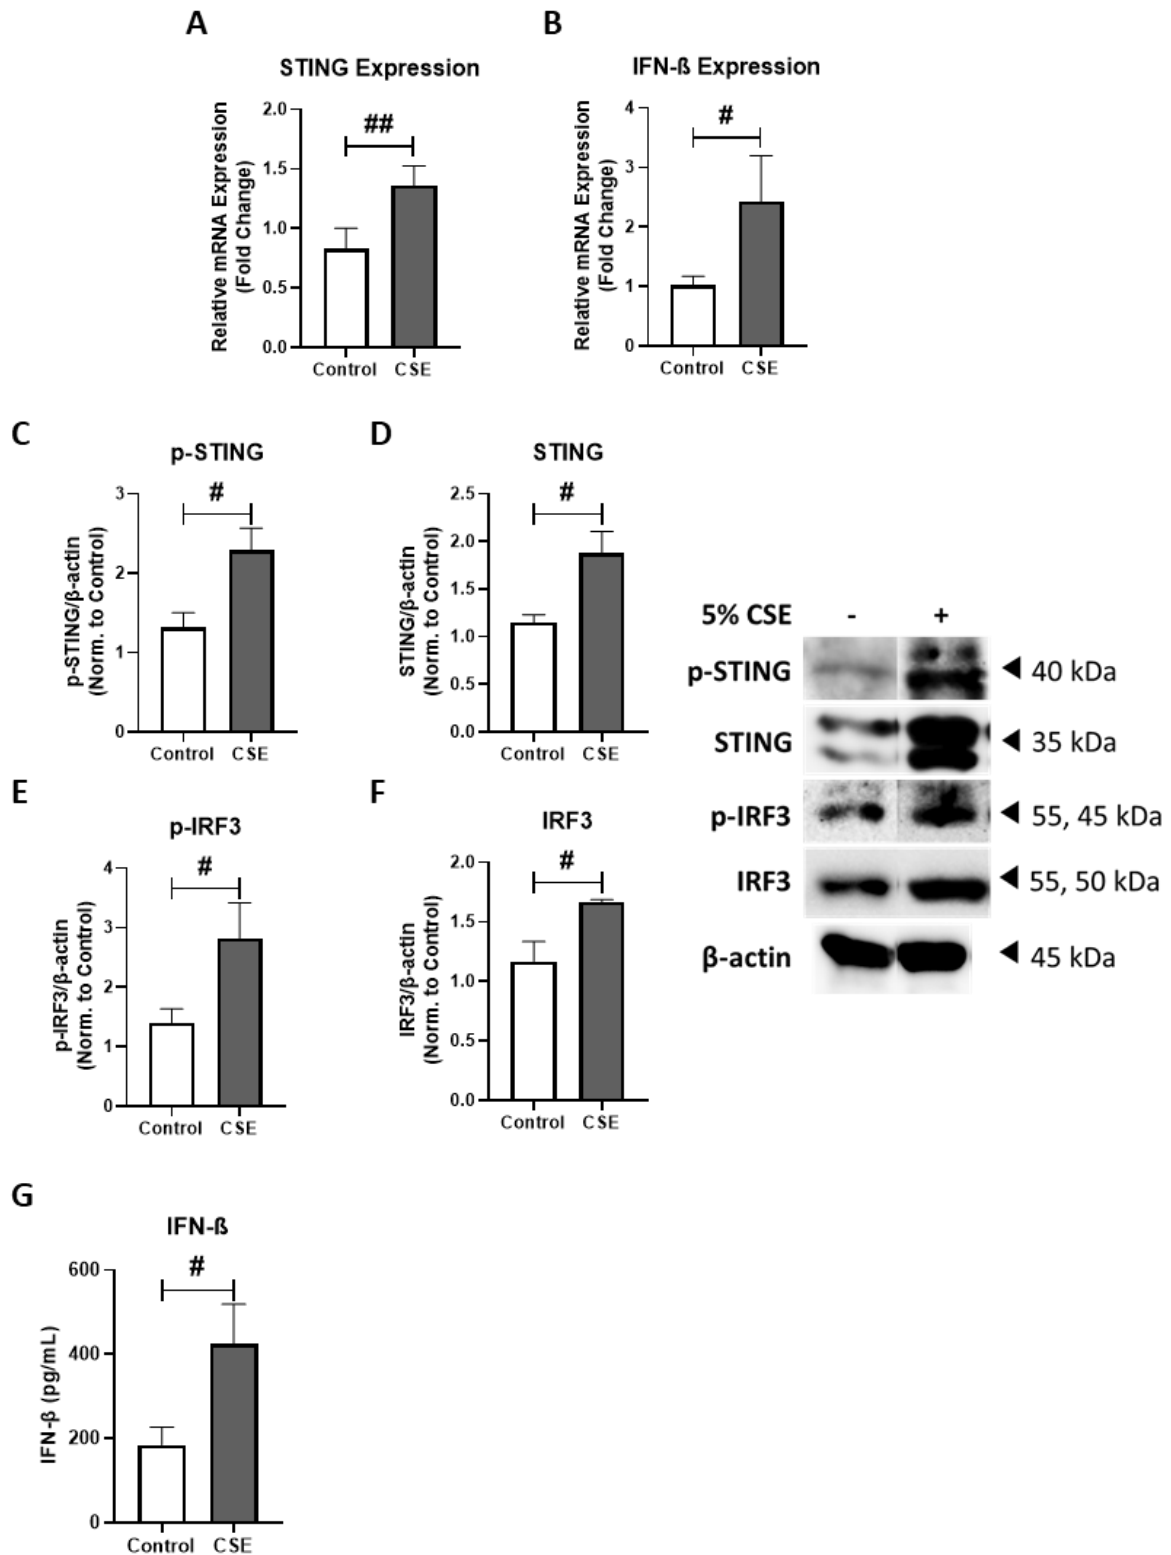 A
STING Expression
Relative mRNA Expression
(Fold Change)
2.0
1.5
1.0
0.5
0.0
##
Control CSE
B
IFN-ß Expression
Relative mRNA Expression
(Fold Change)
4
3
2
1
0
#
Control CSE
C
p-STING
p-STING/β-actin
(Norm. to Control)
3
2
1
0
#
Control CSE
D
STING
STING/β-actin
(Norm. to Control)
2.5
2.0
1.5
1.0
0.5
0.0
#
Control CSE
5% CSE - +
p-STING 40 kDa
STING 35 kDa
p-IRF3 55, 45 kDa
IRF3 55, 50 kDa
β-actin 45 kDa
E
p-IRF3
p-IRF3/β-actin
(Norm. to Control)
4
3
2
1
0
#
Control CSE
F
IRF3
IRF3/β-actin
(Norm. to Control)
2.0
1.5
1.0
0.5
0.0
#
Control CSE
G
IFN-ß
IFN-β (pg/mL)
600
400
200
0
#
Control CSE